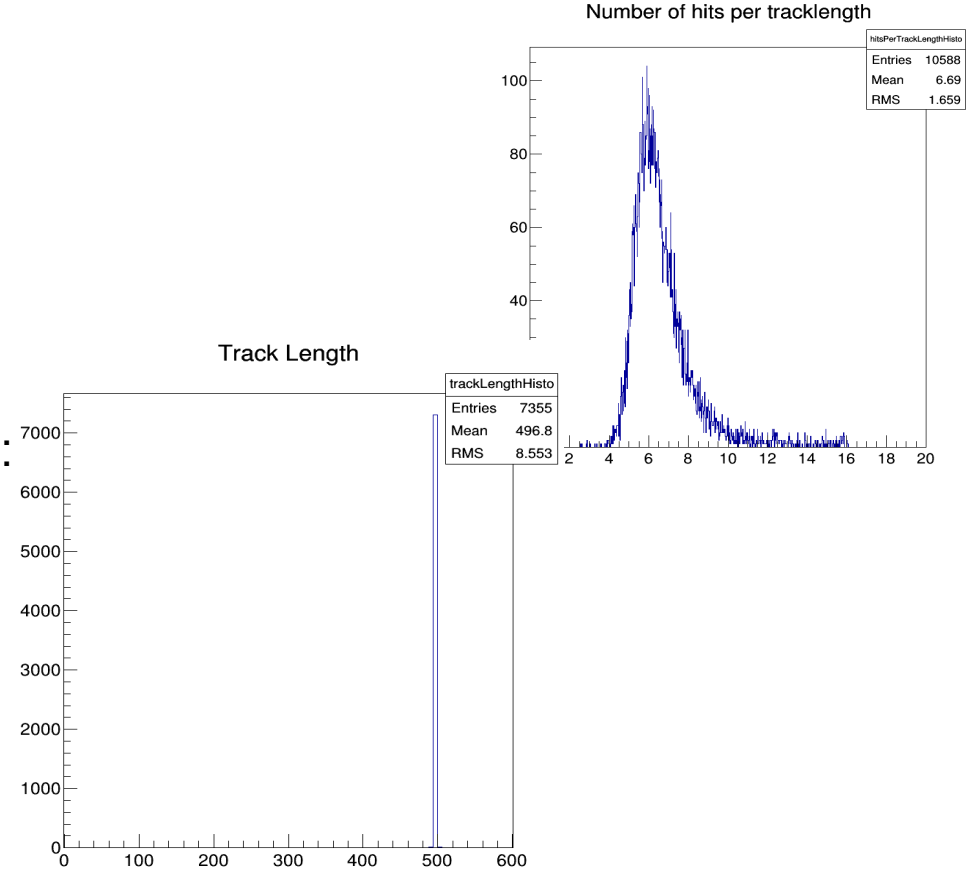 Number of hits per tracklength
hitsPerTrackLengthHisto
Entries 10588
Mean 6.69
RMS 1.659
100
80
60
40
2 4 6 8 10 12 14 16 18 20
Track Length
trackLengthHisto
Entries 7355
Mean 496.8
RMS 8.553
7000
6000
5000
4000
3000
2000
1000
0
0 100 200 300 400 500 600